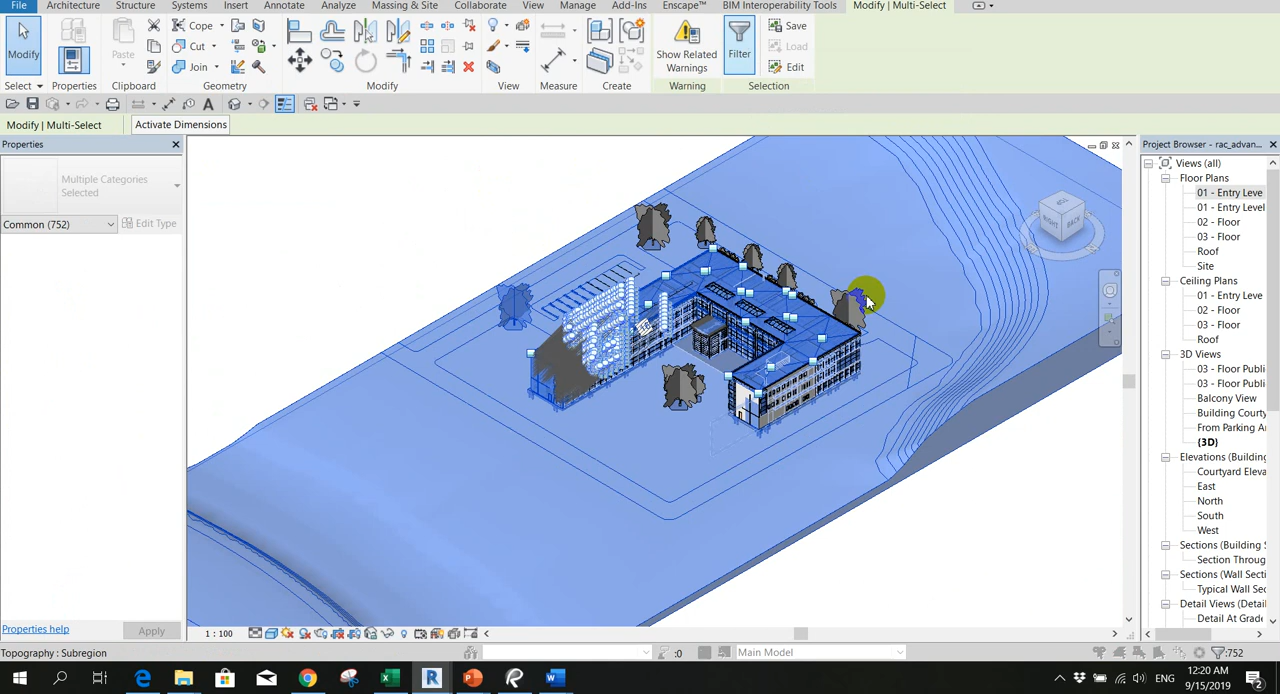 File Architecture Structure Systems Insert Annotate Analyze Massing & Site Collaborate View Manage Add-Ins Enscape™ BIM Interoperability Tools Modify | Multi-Select
Modify
Paste
Cope
Cut
Join
Show Related
Warnings
Filter
Save
Load
Edit
Select Properties Clipboard Geometry Modify View Measure Create Warning Selection
Modify | Multi-Select Activate Dimensions
Properties
Multiple Categories
Selected
Common (752) Edit Type
Properties help Apply
RIGHT BACK
Project Browser - rac_advan...
Views (all)
Floor Plans
01 - Entry Leve
01 - Entry Level
02 - Floor
03 - Floor
Roof
Site
Ceiling Plans
01 - Entry Leve
02 - Floor
03 - Floor
Roof
3D Views
03 - Floor Publi
03 - Floor Publi
Balcony View
Building Courty
From Parking Ar
(3D)
Elevations (Building
Courtyard Eleva
East
North
South
West
Sections (Building S
Section Throug
Sections (Wall Secti
Typical Wall Sec
Detail Views (Detail
Detail At Grade
1 : 100
Topography : Subregion :0 Main Model :752
ENG 12:20 AM
9/15/2019